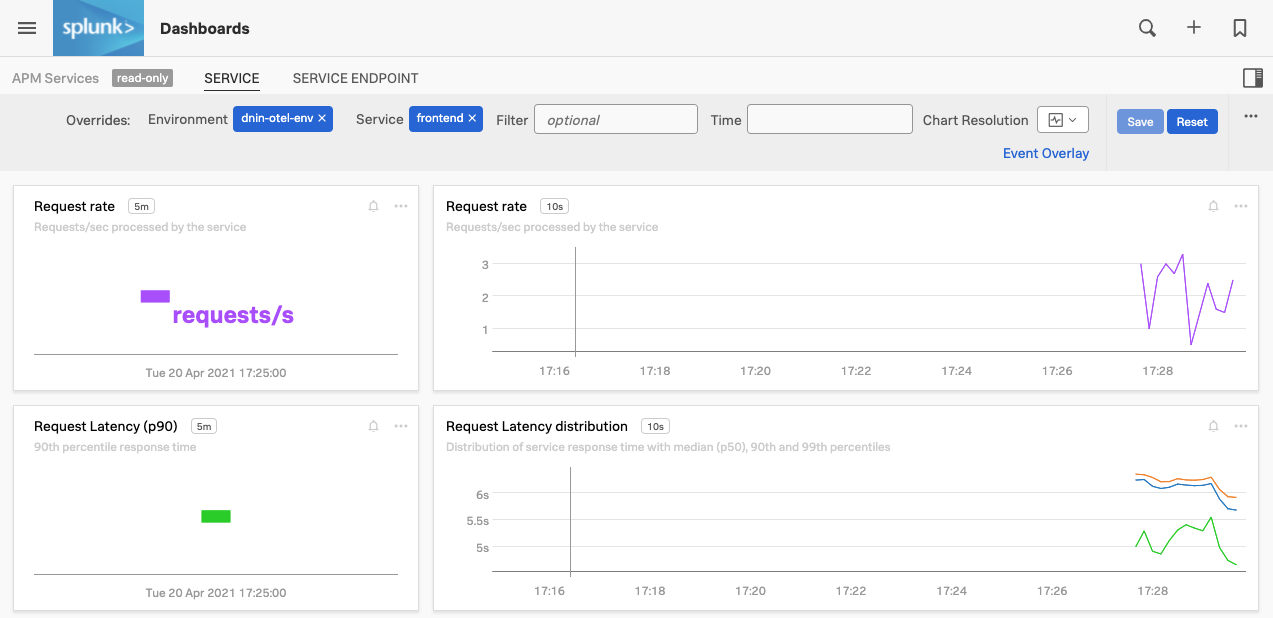 splunk> Dashboards
APM Services read-only SERVICE SERVICE ENDPOINT
Overrides: Environment dnin-otel-env × Service frontend × Filter optional Time Chart Resolution Save Reset
Event Overlay
Request rate 5m
Requests/sec processed by the service
requests/s
Tue 20 Apr 2021 17:25:00
Request rate 10s
Requests/sec processed by the service
3
2
1
17:16 17:18 17:20 17:22 17:24 17:26 17:28
Request Latency (p90) 5m
90th percentile response time
Tue 20 Apr 2021 17:25:00
Request Latency distribution 10s
Distribution of service response time with median (p50), 90th and 99th percentiles
6s
5.5s
5s
17:16 17:18 17:20 17:22 17:24 17:26 17:28